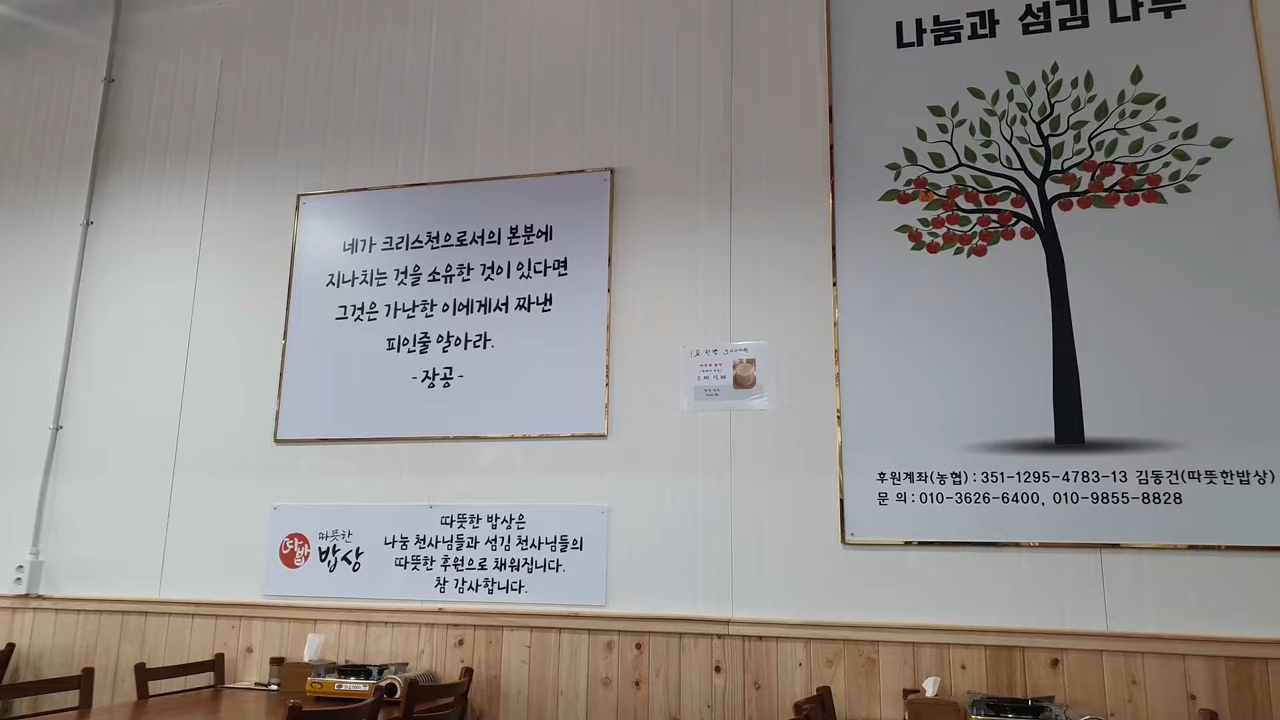 네가 크리스천으로서의 본분에
지나치는 것을 소유한 것이 있다면
그것은 가난한 이에게서 짜낸
피인줄 알아라.
-장공-
따밥
따뜻한
밥상
따뜻한 밥상은
나눔 천사님들과 섬김 천사님들의
따뜻한 후원으로 채워집니다.
참 감사합니다.
수제식혜
나눔과 섬김 나무
후원계좌(농협) : 351-1295-4783-13 김동건(따뜻한밥상)
문 의 : 010-3626-6400, 010-9855-8828